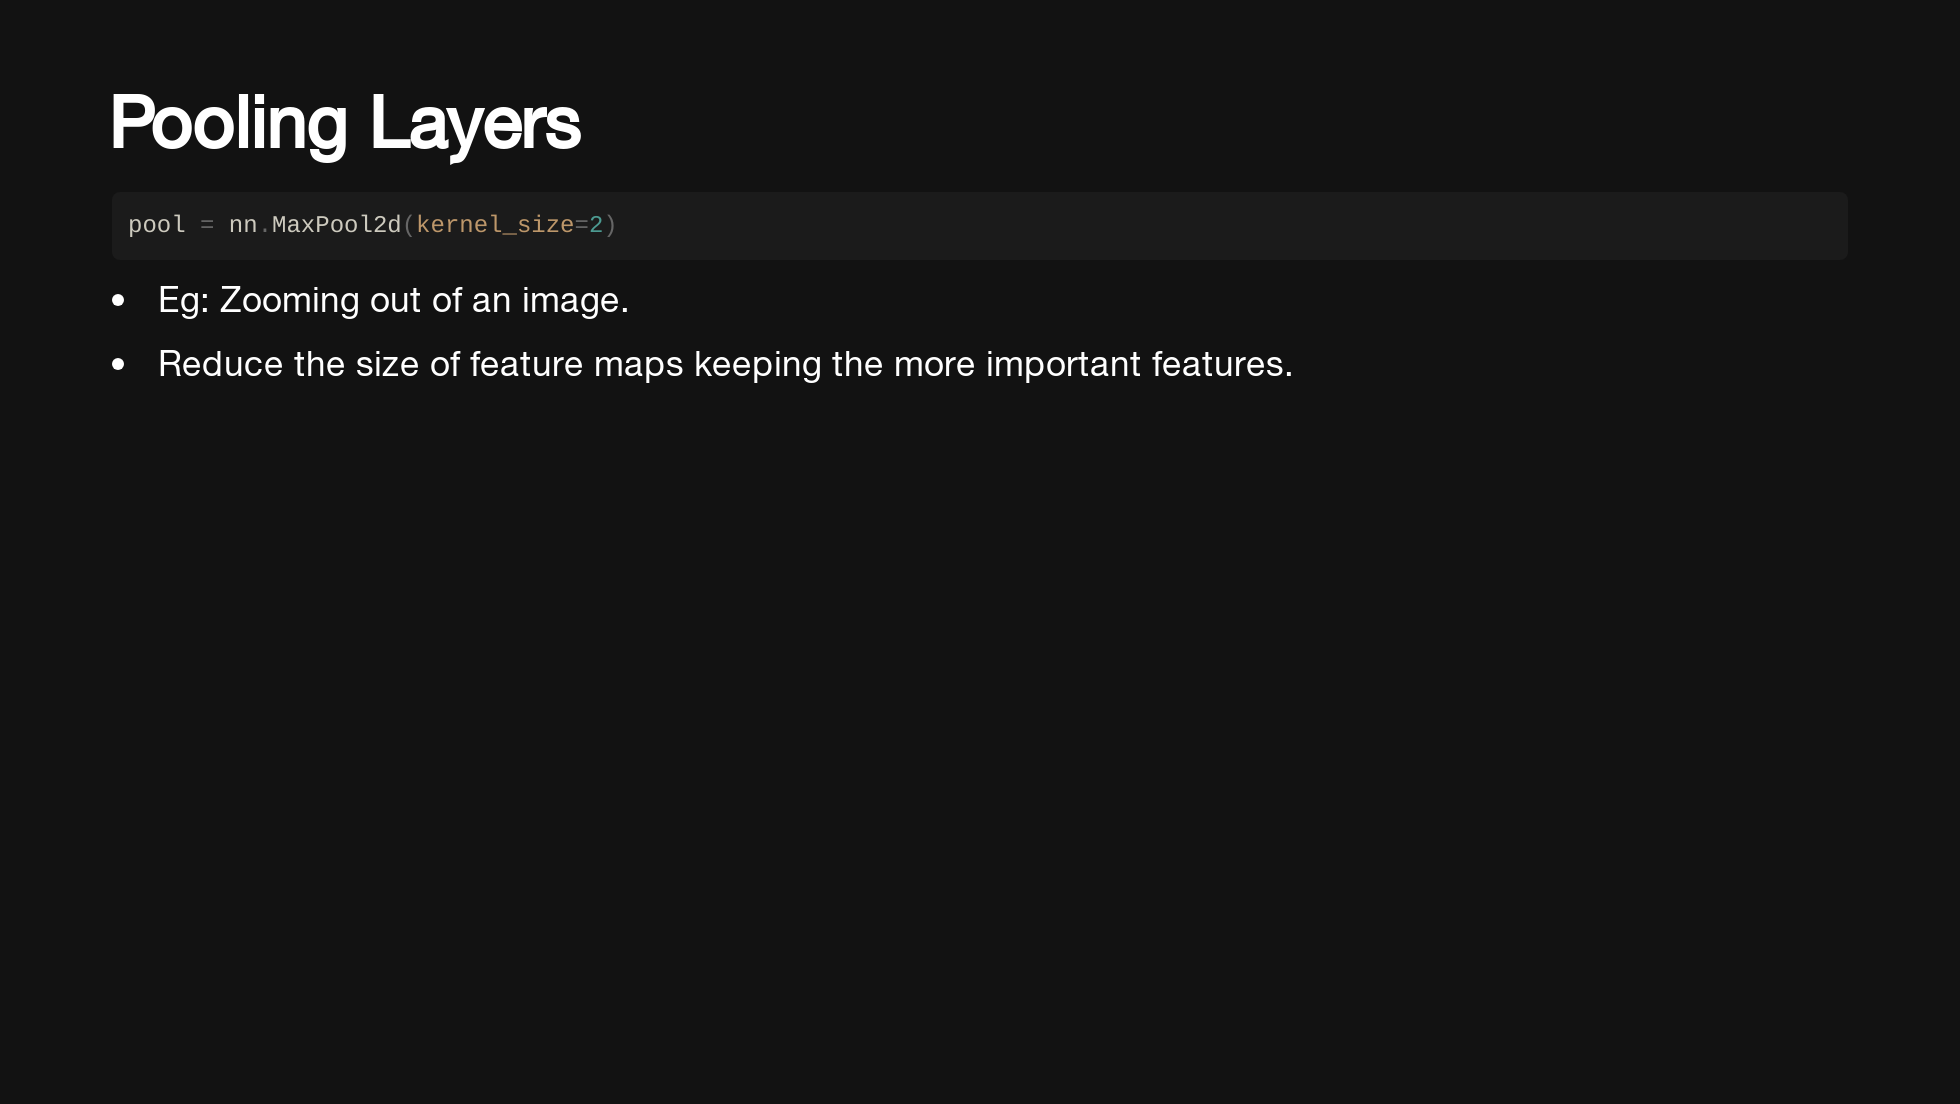 Pooling Layers
pool = nn.MaxPool2d(kernel_size=2)
• Eg: Zooming out of an image.
• Reduce the size of feature maps keeping the more important features.